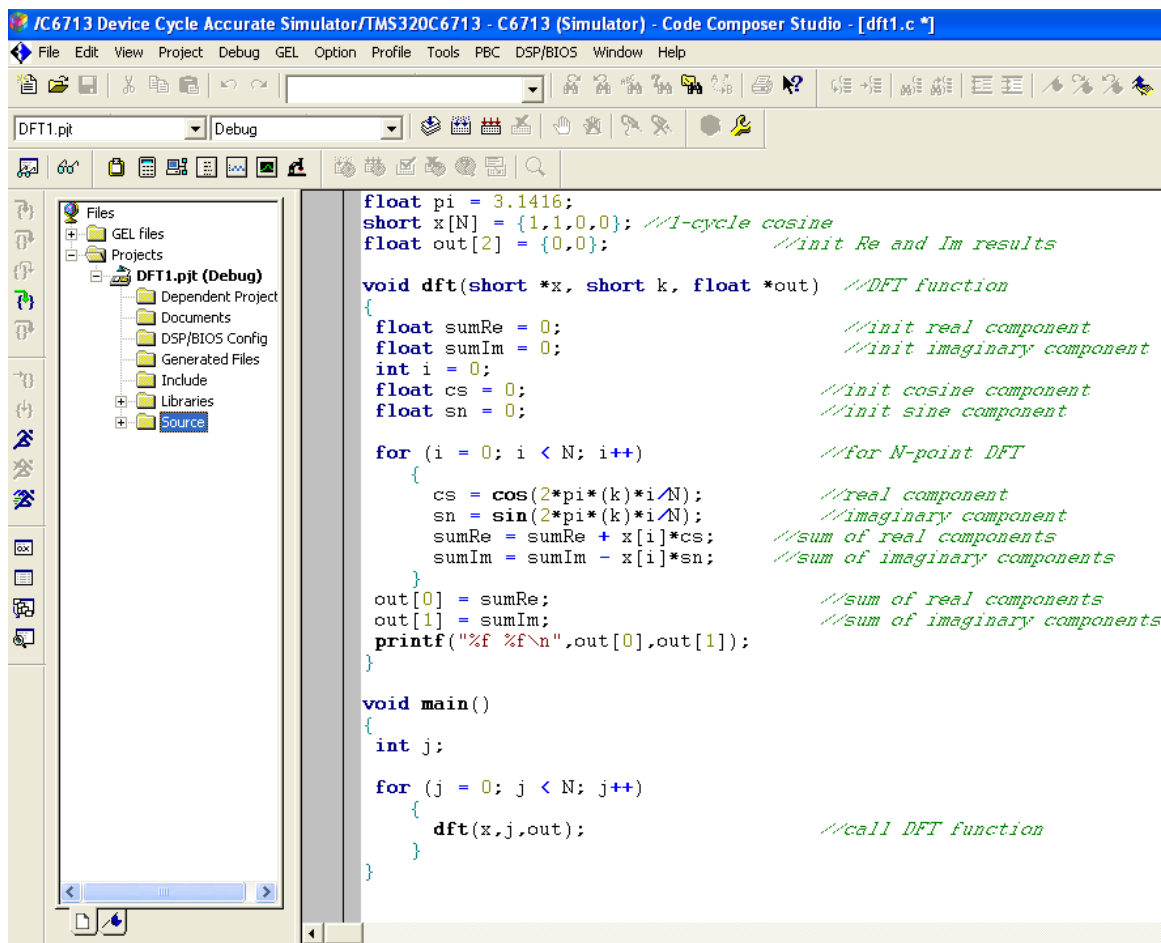 /C6713 Device Cycle Accurate Simulator/TMS320C6713 - C6713 (Simulator) - Code Composer Studio - [dft1.c *]
File Edit View Project Debug GEL Option Profile Tools PBC DSP/BIOS Window Help
DFT1.pjt Debug
Files
GEL files
Projects
DFT1.pjt (Debug)
Dependent Project
Documents
DSP/BIOS Config
Generated Files
Include
Libraries
Source
float pi = 3.1416;
short x[N] = {1,1,0,0}; //1-cycle cosine
float out[2] = {0,0}; //init Re and Im results
void dft(short *x, short k, float *out) //DFT function
{
float sumRe = 0; //init real component
float sumIm = 0; //init imaginary component
int i = 0;
float cs = 0; //init cosine component
float sn = 0; //init sine component
for (i = 0; i < N; i++) //for N-point DFT
{
cs = cos(2*pi*(k)*i/N); //real component
sn = sin(2*pi*(k)*i/N); //imaginary component
sumRe = sumRe + x[i]*cs; //sum of real components
sumIm = sumIm - x[i]*sn; //sum of imaginary components
}
out[0] = sumRe; //sum of real components
out[1] = sumIm; //sum of imaginary components
printf("%f %f\n",out[0],out[1]);
}
void main()
{
int j;
for (j = 0; j < N; j++)
{
dft(x,j,out); //call DFT function
}
}